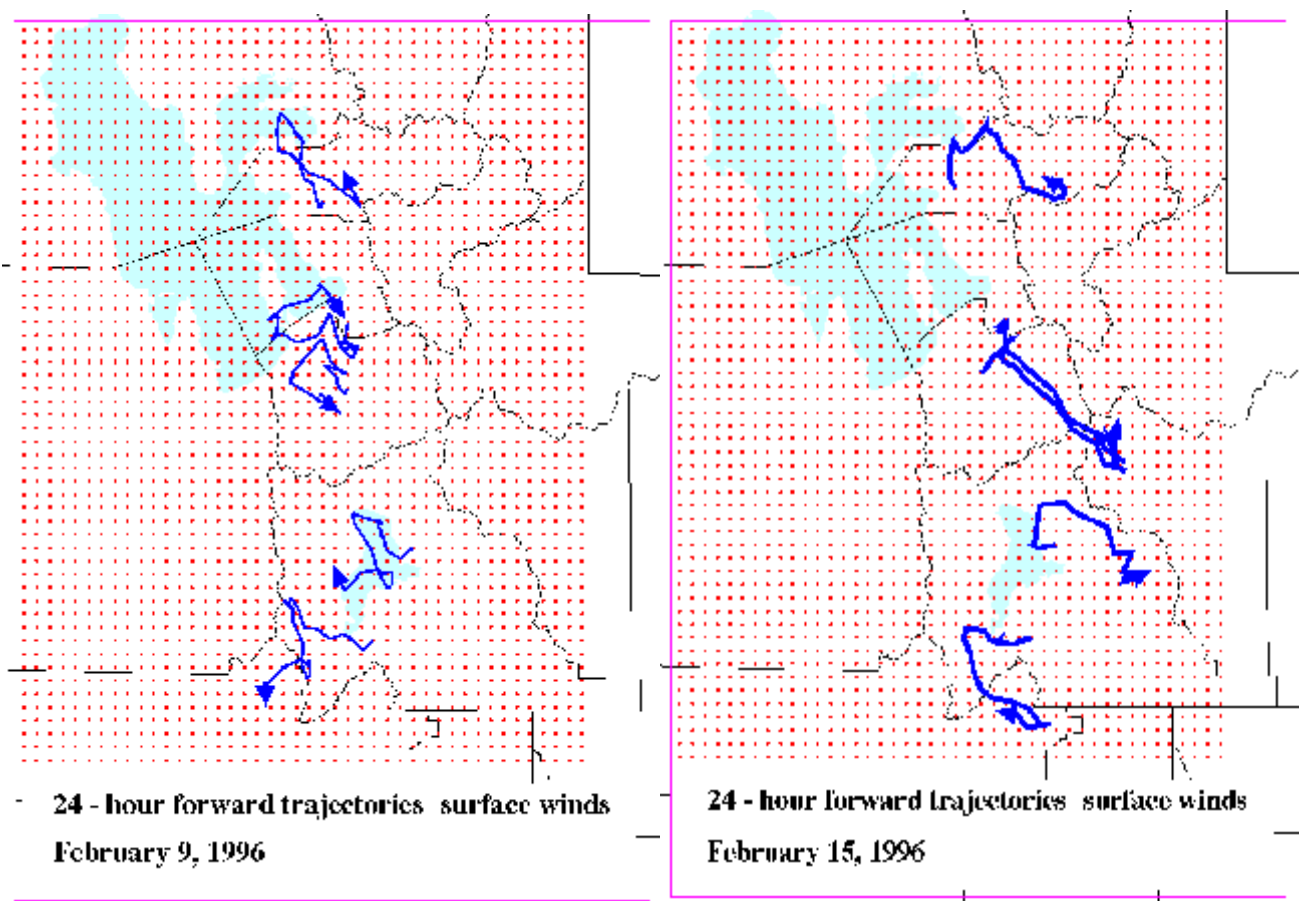 24 - hour forward trajectories surface winds
February 9, 1996
24 - hour forward trajectories surface winds
February 15, 1996